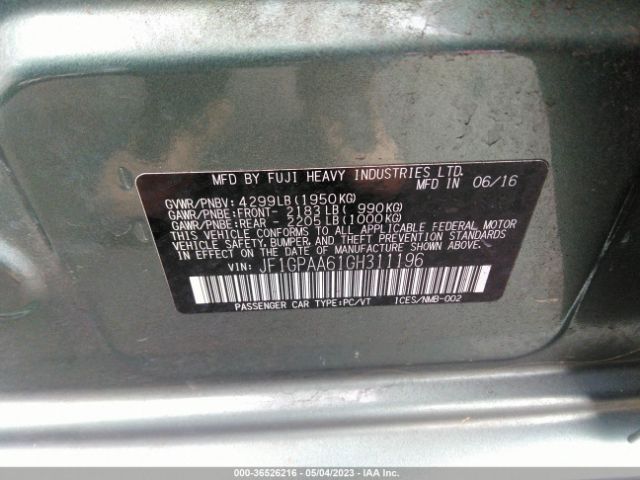 MFD BY FUJI HEAVY INDUSTRIES LTD.
MFD IN 06/16
GVWR/PNBV: 4299LB(1950KG)
GAWR/PNBE:FRONT- 2183LB( 990KG)
GAWR/PNBE:REAR - 2205LB(1000KG)
THIS VEHICLE CONFORMS TO ALL APPLICABLE FEDERAL MOTOR
VEHICLE SAFETY, BUMPER, AND THEFT PREVENTION STANDARDS
IN EFFECT ON THE DATE OF MANUFACTURE SHOWN ABOVE.
VIN: JF1GPAA61GH311196
PASSENGER CAR TYPE:PC/VT ICES/NMB-002
000-36526216 - 05/04/2023 - IAAI.com